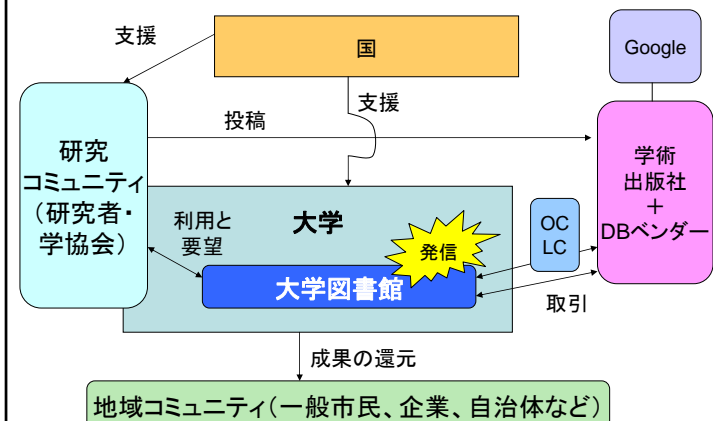 支援
国
Google
支援
投稿
研究
コミュニティ
(研究者・
学協会)
学術
出版社
+
DBベンダー
利用と
要望
大学
発信
OC
LC
大学図書館
取引
成果の還元
地域コミュニティ(一般市民、企業、自治体など)